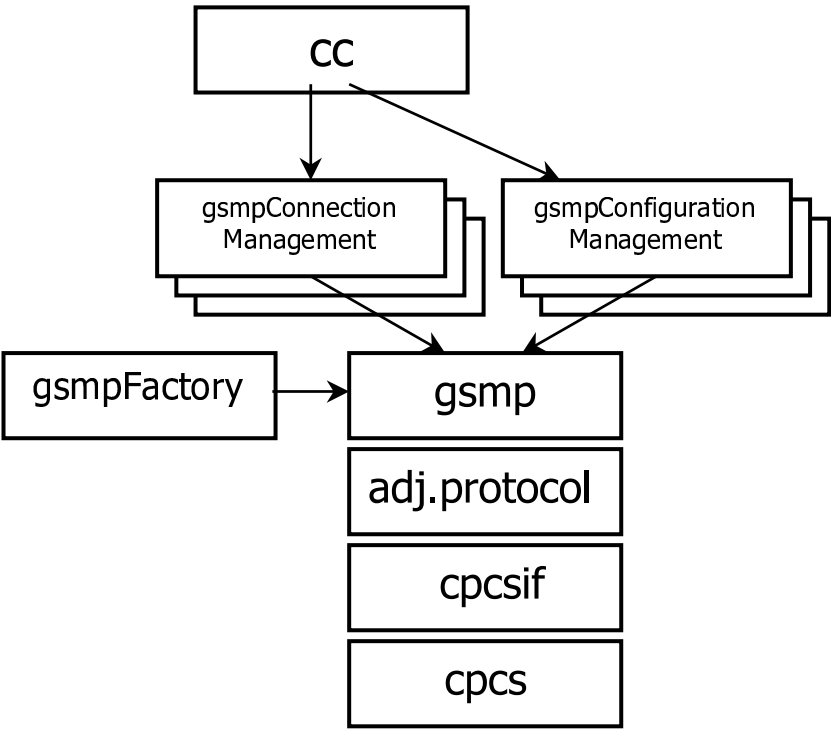 cc
gsmpConnection
Management
gsmpConfiguration
Management
gsmpFactory
gsmp
adj.protocol
cpcsif
cpcs